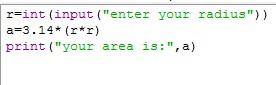 r=int(input("enter your radius"))
a=3.14*(r*r)
print("your area is:",a)